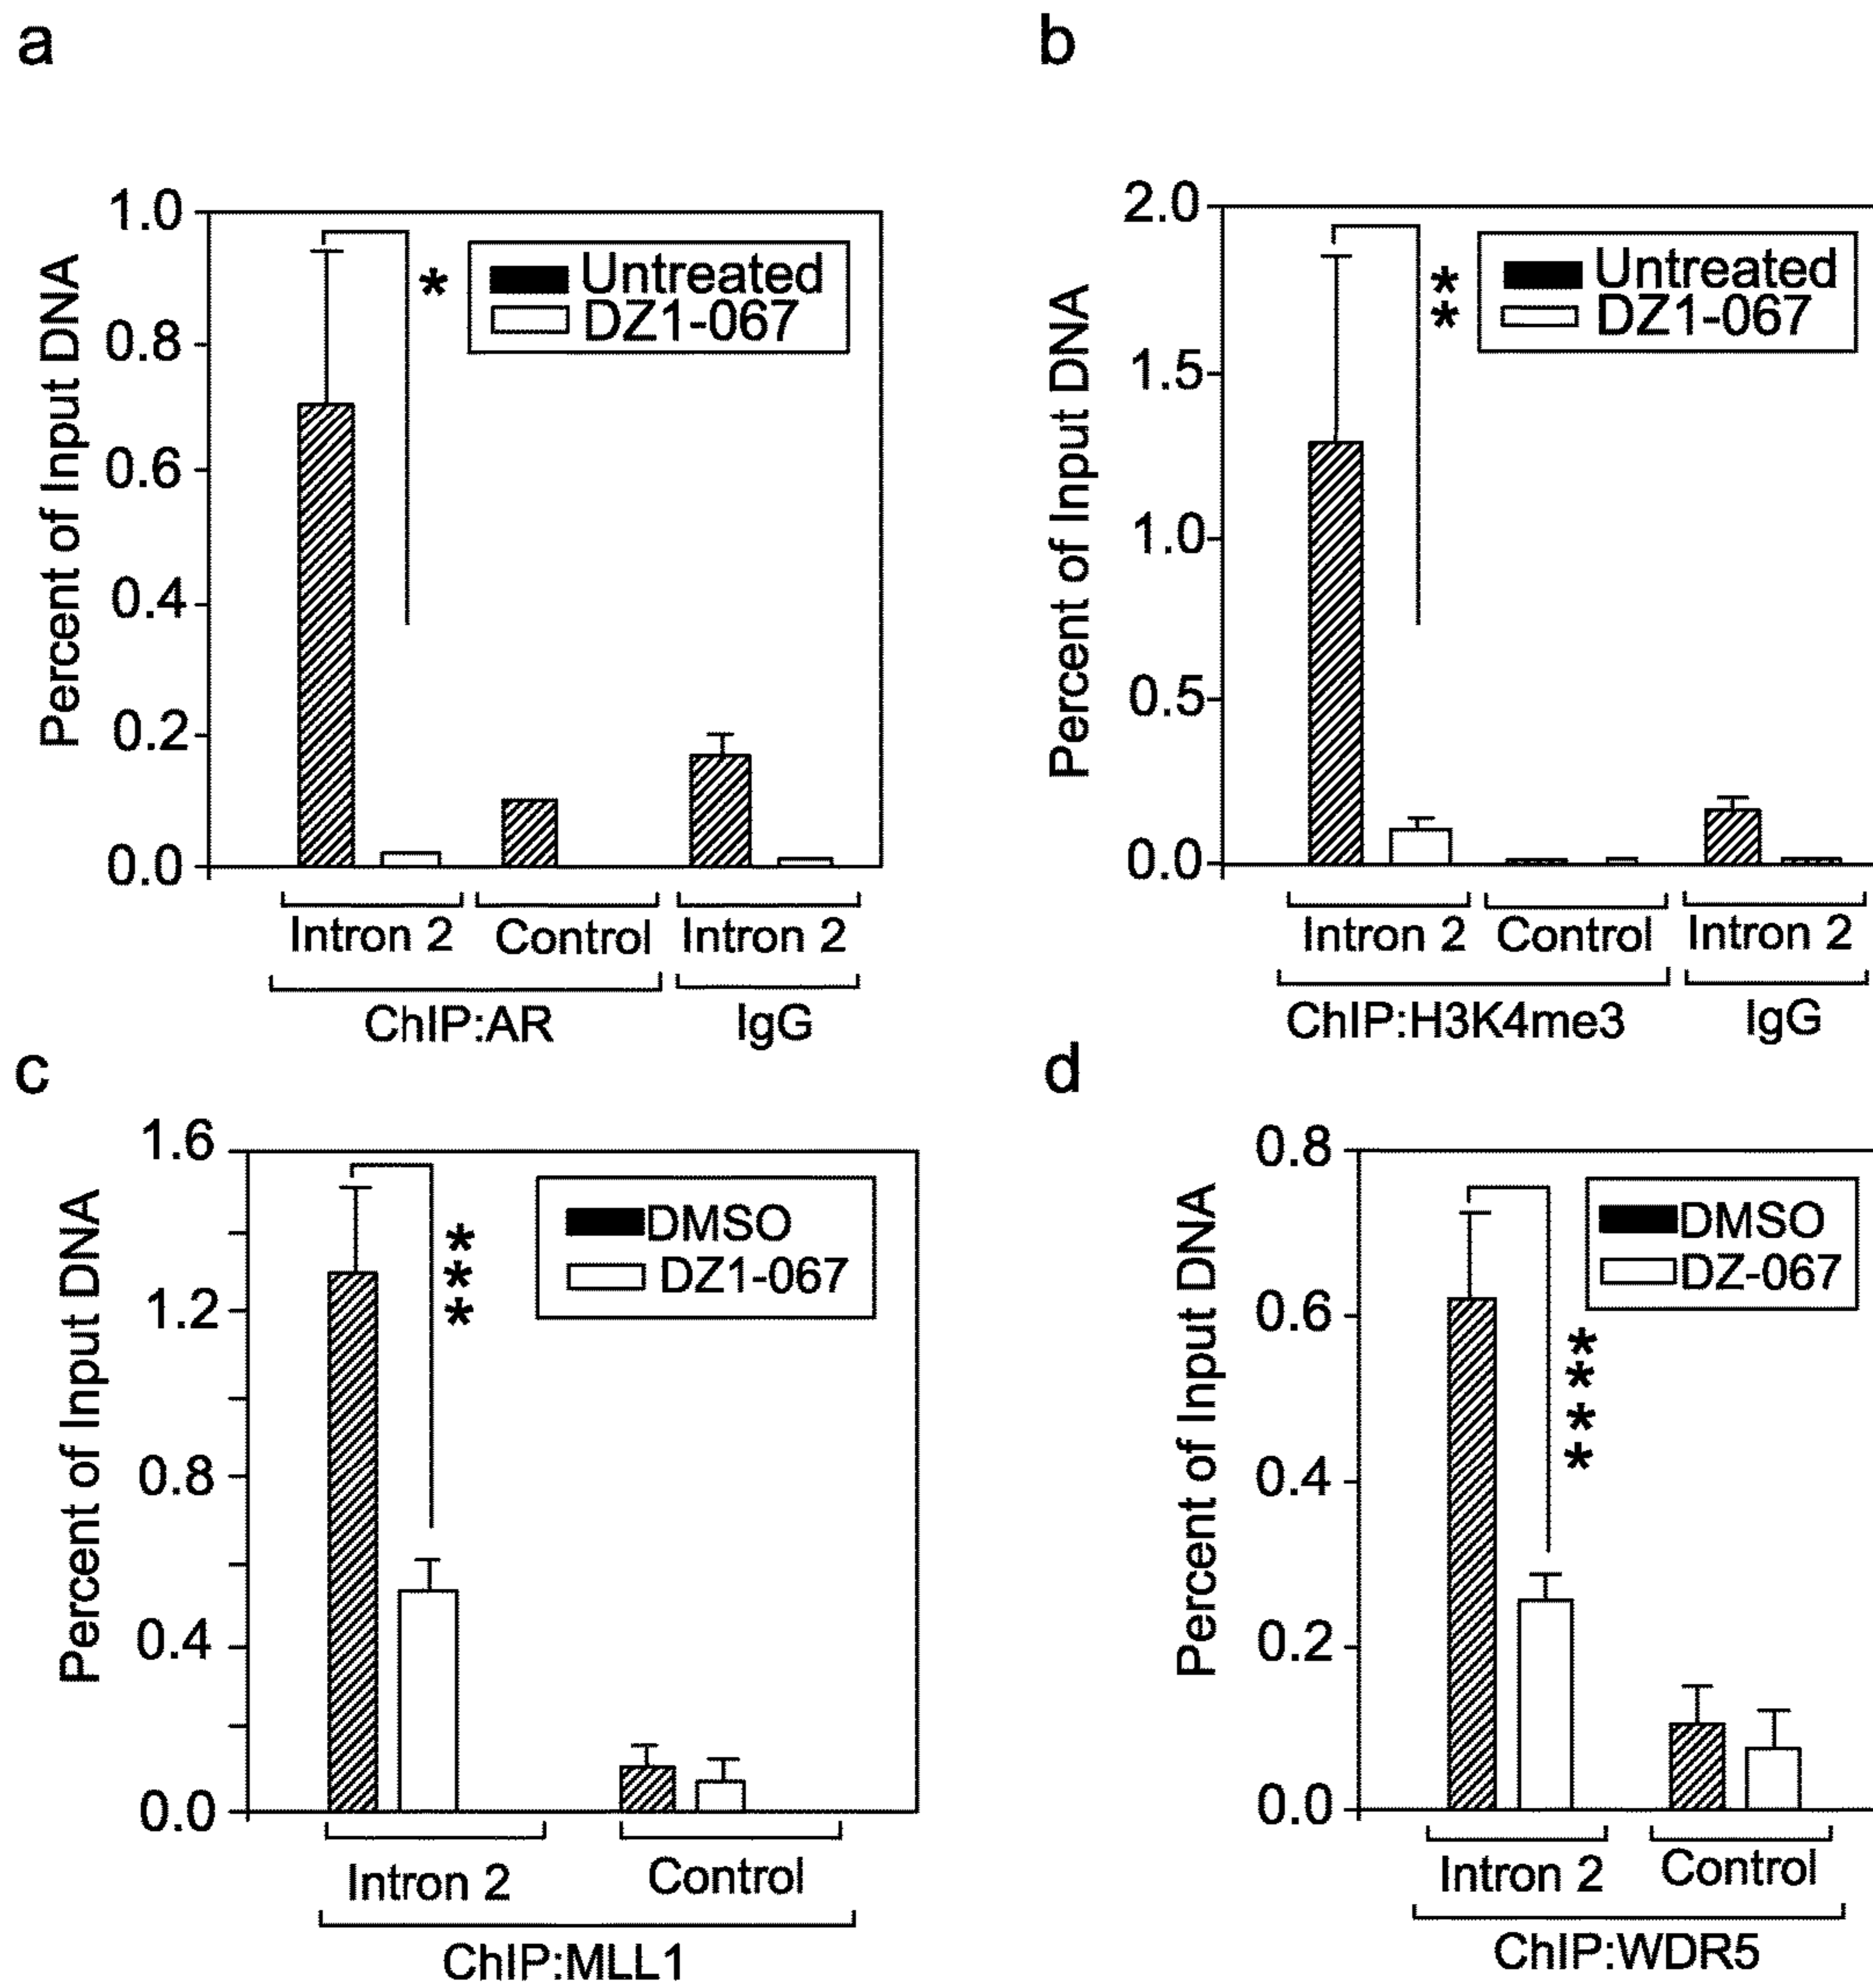 a
Percent of Input DNA
1.0
0.8
0.6
0.4
0.2
0.0
*
Untreated
DZ1-067
Intron 2 Control Intron 2
ChIP:AR IgG
b
Percent of Input DNA
2.0
1.5
1.0
0.5
0.0
*
*
Untreated
DZ1-067
Intron 2 Control Intron 2
ChIP:H3K4me3 IgG
c
Percent of Input DNA
1.6
1.2
0.8
0.4
0.0
*
*
*
DMSO
DZ1-067
Intron 2 Control
ChIP:MLL1
d
Percent of Input DNA
0.8
0.6
0.4
0.2
0.0
*
*
*
*
DMSO
DZ-067
Intron 2 Control
ChIP:WDR5